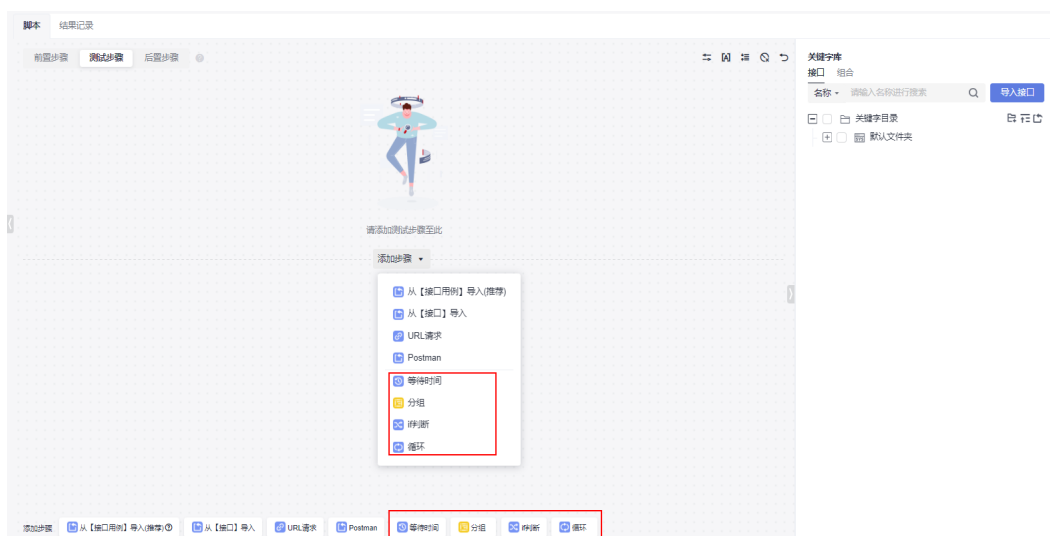 脚本 结果记录
前置步骤 测试步骤 后置步骤
请添加测试步骤至此
添加步骤
从【接口用例】导入(推荐)
从【接口】导入
URL请求
Postman
等待时间
分组
if判断
循环
添加步骤 从【接口用例】导入(推荐) 从【接口】导入 URL请求 Postman 等待时间 分组 if判断 循环
关键字库
接口 组合
名称 请输入名称进行搜索 导入接口
关键字目录
默认文件夹